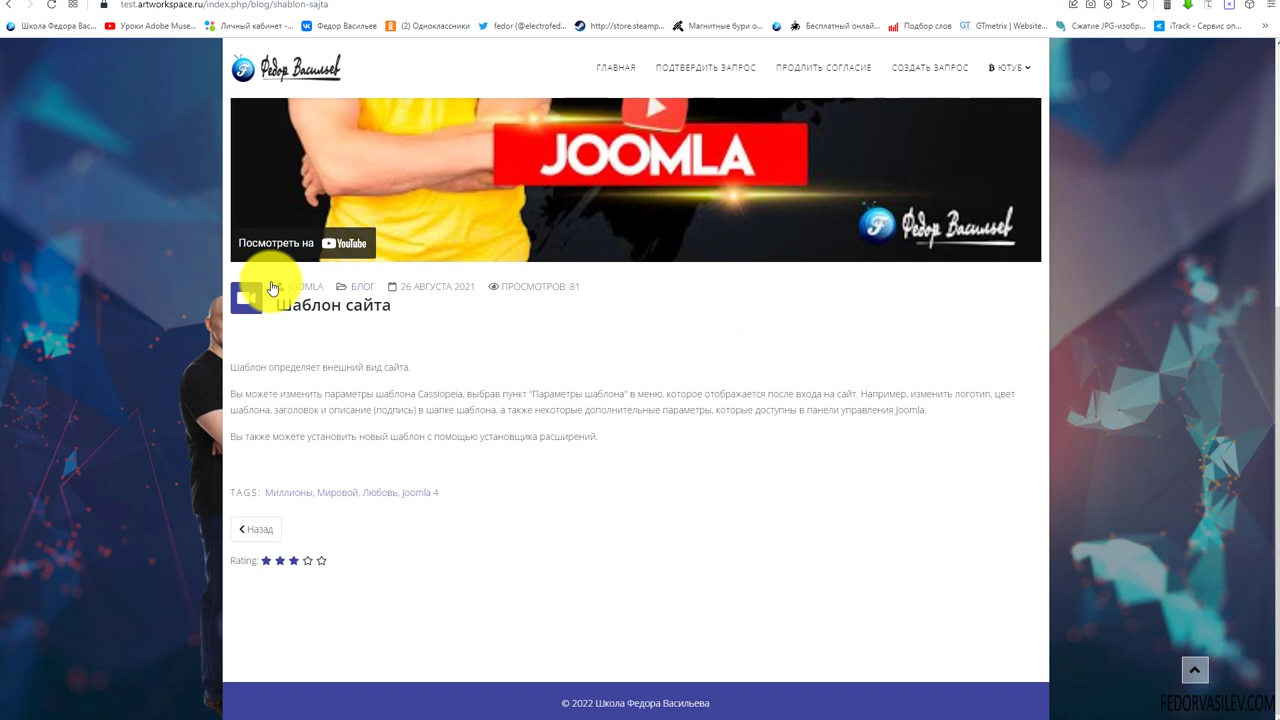 test.artworkspace.ru/index.php/blog/shablon-sajta
Школа Федора Вас... Уроки Adobe Muse... Личный кабинет -... Федор Васильев (2) Одноклассники fedor (@electrofed... http://store.steamp... Магнитные бури о... Бесплатный онлай... Подбор слов GTmetrix | Website... Сжатие JPG-изобр... iTrack - Сервис оп...
Федор Васильев ГЛАВНАЯ ПОДТВЕРДИТЬ ЗАПРОС ПРОДЛИТЬ СОГЛАСИЕ СОЗДАТЬ ЗАПРОС ЮТУБ
JOOMLA
Федор Васильев
Посмотреть на YouTube
JOOMLA БЛОГ 26 АВГУСТА 2021 ПРОСМОТРОВ: 81
Шаблон сайта
Шаблон определяет внешний вид сайта.
Вы можете изменить параметры шаблона Cassiopeia, выбрав пункт "Параметры шаблона" в меню, которое отображается после входа на сайт. Например, изменить логотип, цвет
шаблона, заголовок и описание (подпись) в шапке шаблона, а также некоторые дополнительные параметры, которые доступны в панели управления Joomla.
Вы также можете установить новый шаблон с помощью установщика расширений.
TAGS: Миллионы, Мировой, Любовь, Joomla 4
Назад
Rating:
© 2022 Школа Федора Васильева
FEDORVASILEV.COM